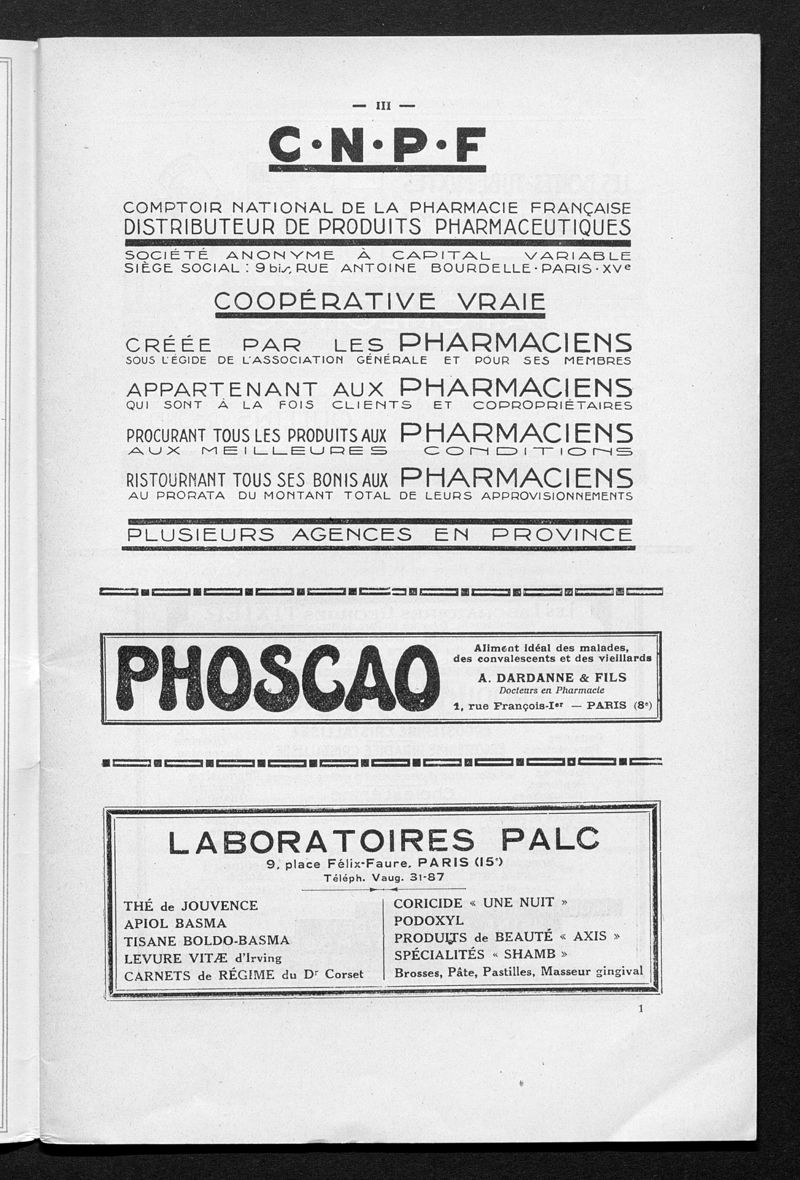 — III —
C·N·P·F
COMPTOIR NATIONAL DE LA PHARMACIE FRANÇAISE
DISTRIBUTEUR DE PRODUITS PHARMACEUTIQUES
SOCIÉTÉ ANONYME À CAPITAL VARIABLE
SIÈGE SOCIAL : 9 bis, RUE ANTOINE BOURDELLE · PARIS · XVe
COOPÉRATIVE VRAIE
CRÉÉE PAR LES PHARMACIENS
SOUS L'ÉGIDE DE L'ASSOCIATION GÉNÉRALE ET POUR SES MEMBRES
APPARTENANT AUX PHARMACIENS
QUI SONT À LA FOIS CLIENTS ET COPROPRIÉTAIRES
PROCURANT TOUS LES PRODUITS AUX PHARMACIENS
AUX MEILLEURES CONDITIONS
RISTOURNANT TOUS SES BONIS AUX PHARMACIENS
AU PRORATA DU MONTANT TOTAL DE LEURS APPROVISIONNEMENTS
PLUSIEURS AGENCES EN PROVINCE
PHOSCAO
Aliment idéal des malades,
des convalescents et des vieillards
A. DARDANNE & FILS
Docteurs en Pharmacie
1, rue François-Ier — PARIS (8e)
LABORATOIRES PALC
9, place Félix-Faure, PARIS (15e)
Téléph. Vaug. 31-87
THÉ de JOUVENCE
APIOL BASMA
TISANE BOLDO-BASMA
LEVURE VITÆ d'Irving
CARNETS de RÉGIME du Dr Corset
CORICIDE « UNE NUIT »
PODOXYL
PRODUITS de BEAUTÉ « AXIS »
SPÉCIALITÉS « SHAMB »
Brosses, Pâte, Pastilles, Masseur gingival
1